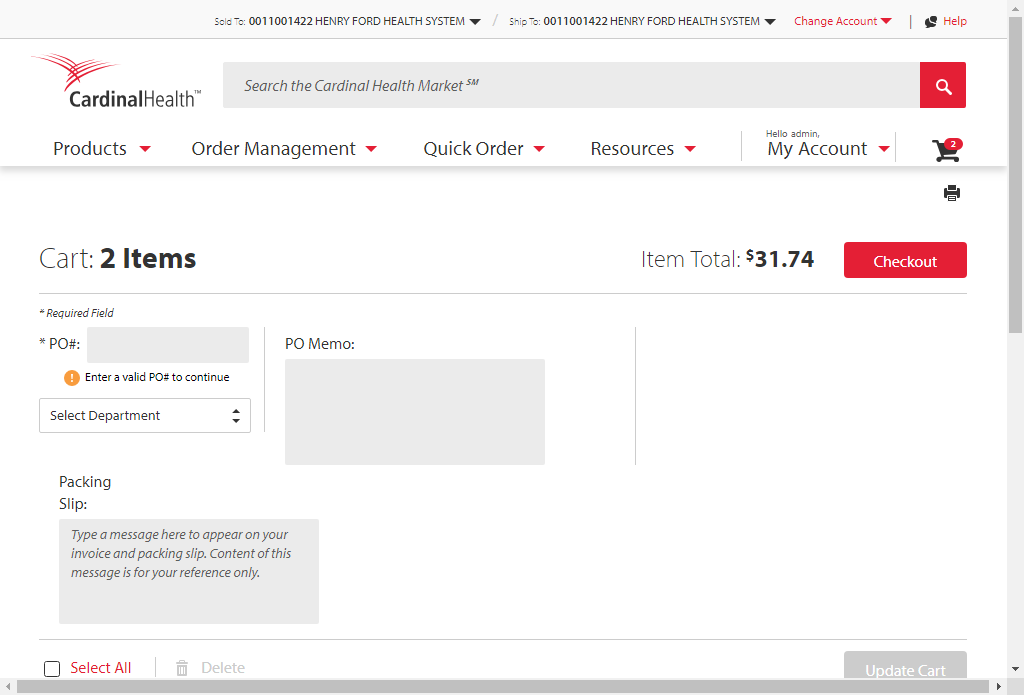 Sold To: 0011001422 HENRY FORD HEALTH SYSTEM / Ship To: 0011001422 HENRY FORD HEALTH SYSTEM Change Account | Help
CardinalHealth™
Search the Cardinal Health Market ℠
Hello admin,
Products Order Management Quick Order Resources My Account 2
Cart: 2 Items Item Total: $31.74 Checkout
* Required Field
* PO#: PO Memo:
! Enter a valid PO# to continue
Select Department
Packing
Slip:
Type a message here to appear on your
invoice and packing slip. Content of this
message is for your reference only.
Select All Delete Update Cart